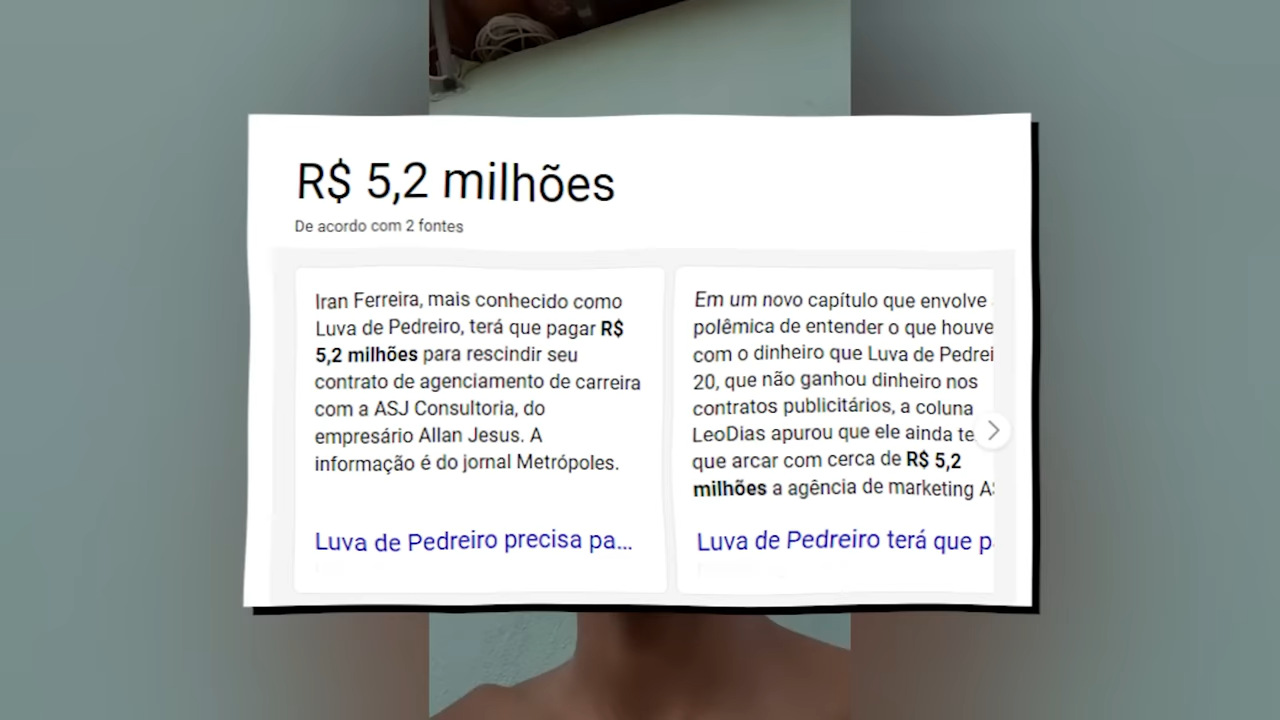 R$ 5,2 milhões
De acordo com 2 fontes
Iran Ferreira, mais conhecido como
Luva de Pedreiro, terá que pagar R$
5,2 milhões para rescindir seu
contrato de agenciamento de carreira
com a ASJ Consultoria, do
empresário Allan Jesus. A
informação é do jornal Metrópoles.
Luva de Pedreiro precisa pa...
Em um novo capítulo que envolve
polêmica de entender o que houve
com o dinheiro que Luva de Pedrei
20, que não ganhou dinheiro nos
contratos publicitários, a coluna
LeoDias apurou que ele ainda te
que arcar com cerca de R$ 5,2
milhões a agência de marketing A
Luva de Pedreiro terá que p